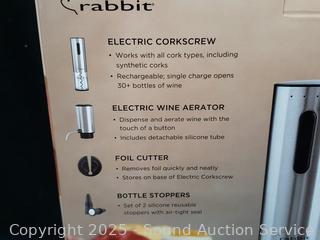 rabbit®
ELECTRIC CORKSCREW
• Works with all cork types, including
synthetic corks
• Rechargeable; single charge opens
30+ bottles of wine
ELECTRIC WINE AERATOR
• Dispense and aerate wine with the
touch of a button
• Includes detachable silicone tube
FOIL CUTTER
• Removes foil quickly and neatly
• Stores on base of Electric Corkscrew
BOTTLE STOPPERS
• Set of 2 silicone reusable
stoppers with air-tight seal
Copyright 2025 Sound Auction Service